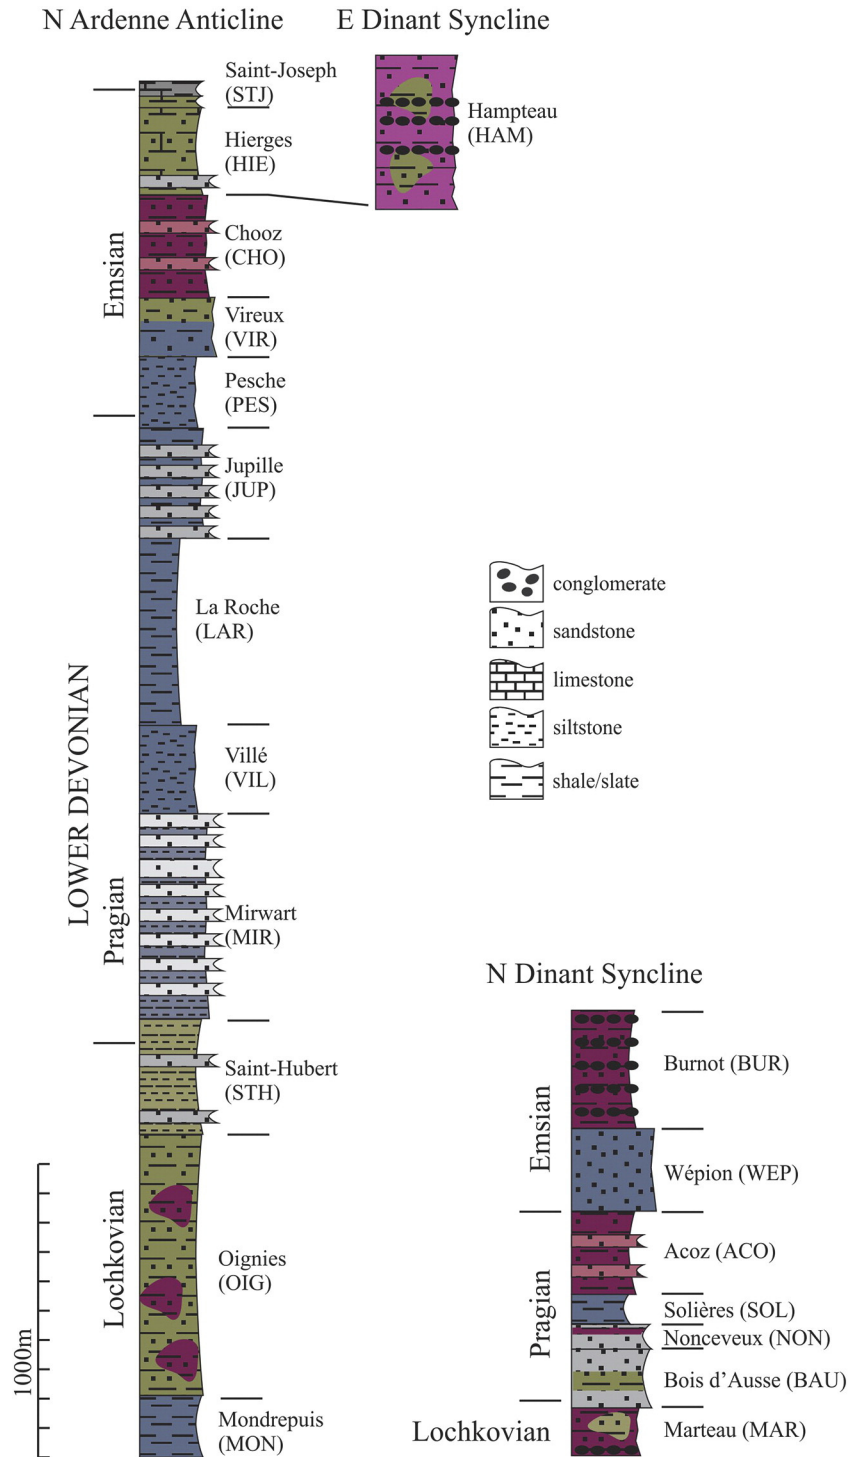 N Ardenne Anticline
E Dinant Syncline
Saint-Joseph
(STJ)
Hierges
(HIE)
Hampteau
(HAM)
Emsian
Chooz
(CHO)
Vireux
(VIR)
Pesche
(PES)
Jupille
(JUP)
La Roche
(LAR)
LOWER DEVONIAN
Villé
(VIL)
Pragian
Mirwart
(MIR)
Saint-Hubert
(STH)
Lochkovian
Oignies
(OIG)
1000m
Mondrepuis
(MON)
conglomerate
sandstone
limestone
siltstone
shale/slate
N Dinant Syncline
Emsian
Burnot (BUR)
Wépion (WEP)
Pragian
Acoz (ACO)
Solières (SOL)
Nonceveux (NON)
Bois d’Ausse (BAU)
Lochkovian
Marteau (MAR)